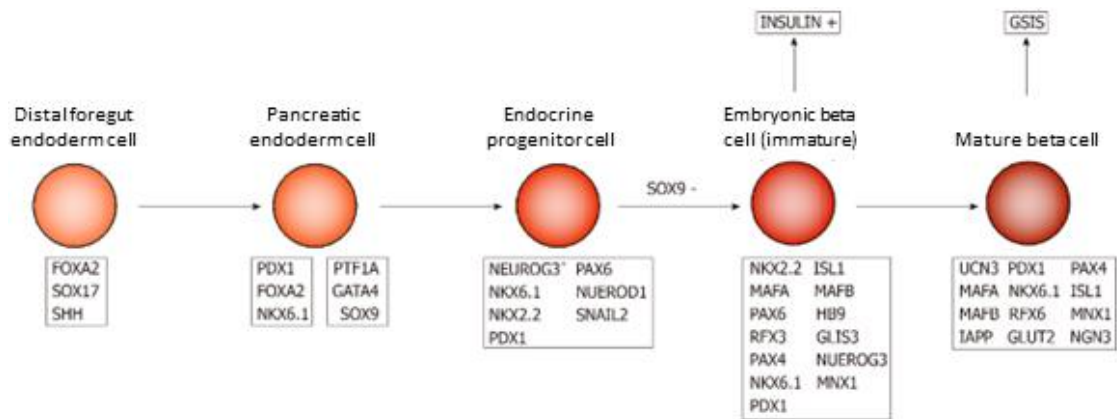 INSULIN +
GSIS
Distal foregut
endoderm cell
Pancreatic
endoderm cell
Endocrine
progenitor cell
Embryonic beta
cell (immature)
Mature beta cell
SOX9 -
FOXA2
SOX17
SHH
PDX1 PTF1A
FOXA2 GATA4
NKX6.1 SOX9
NEUROG3+ PAX6
NKX6.1 NUEROD1
NKX2.2 SNAIL2
PDX1
NKX2.2 ISL1
MAFA MAFB
PAX6 HB9
RFX3 GLIS3
PAX4 NUEROG3
NKX6.1 MNX1
PDX1
UCN3 PDX1 PAX4
MAFA NKX6.1 ISL1
MAFB RFX6 MNX1
IAPP GLUT2 NGN3